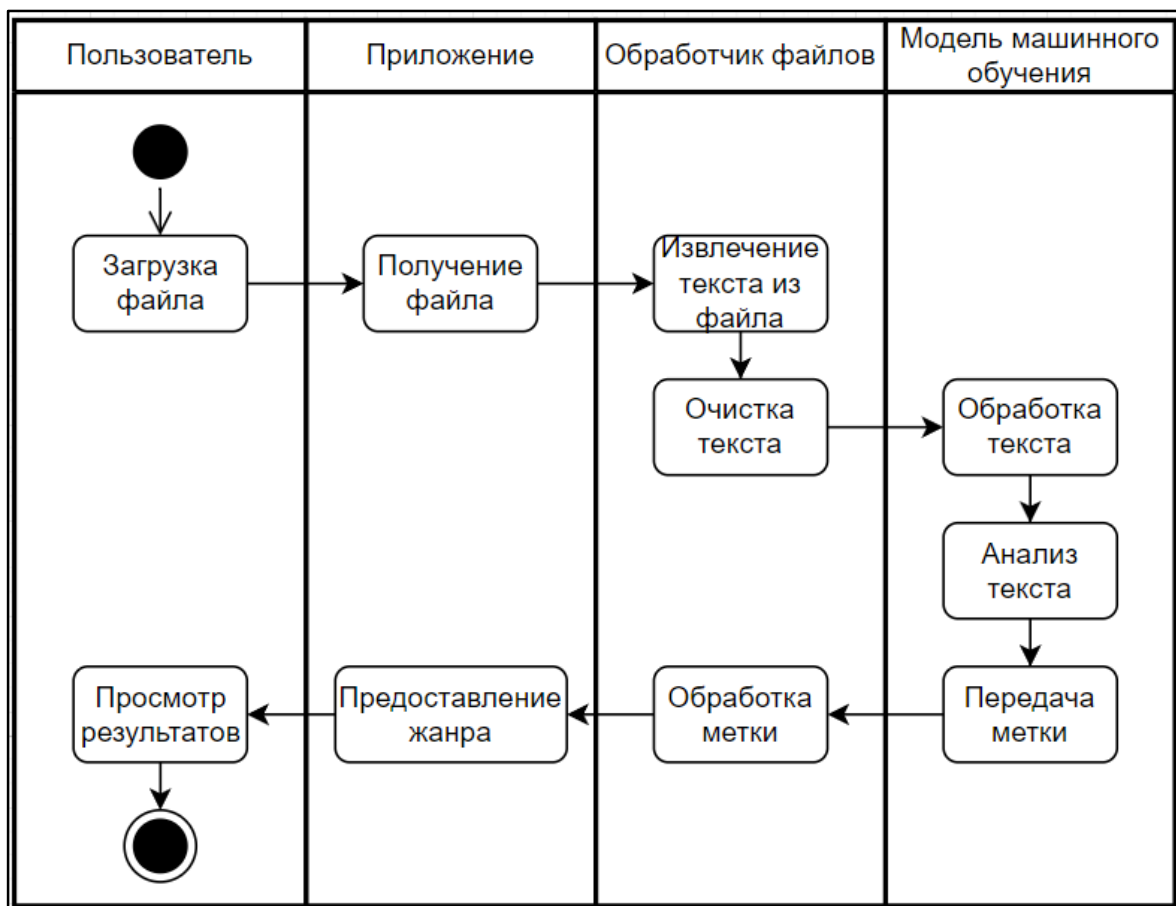 Пользователь
Приложение
Обработчик файлов
Модель машинного
обучения
Загрузка
файла
Получение
файла
Извлечение
текста из
файла
Очистка
текста
Обработка
текста
Анализ
текста
Просмотр
результатов
Предоставление
жанра
Обработка
метки
Передача
метки